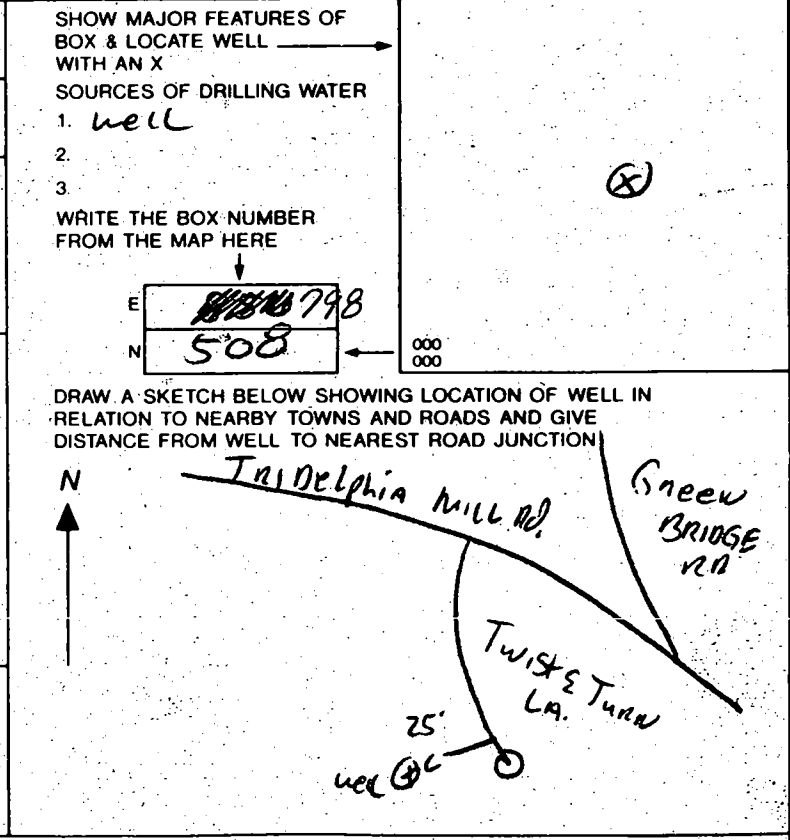 SHOW MAJOR FEATURES OF
BOX & LOCATE WELL
WITH AN X
SOURCES OF DRILLING WATER
1. well
2.
3.
WRITE THE BOX NUMBER
FROM THE MAP HERE
E 798
N 508
000
000
DRAW A SKETCH BELOW SHOWING LOCATION OF WELL IN
RELATION TO NEARBY TOWNS AND ROADS AND GIVE
DISTANCE FROM WELL TO NEAREST ROAD JUNCTION
N
TriDelphia Mill Rd.
Green
BRIDGE
RD
Twist & Turn
LA.
25'
well